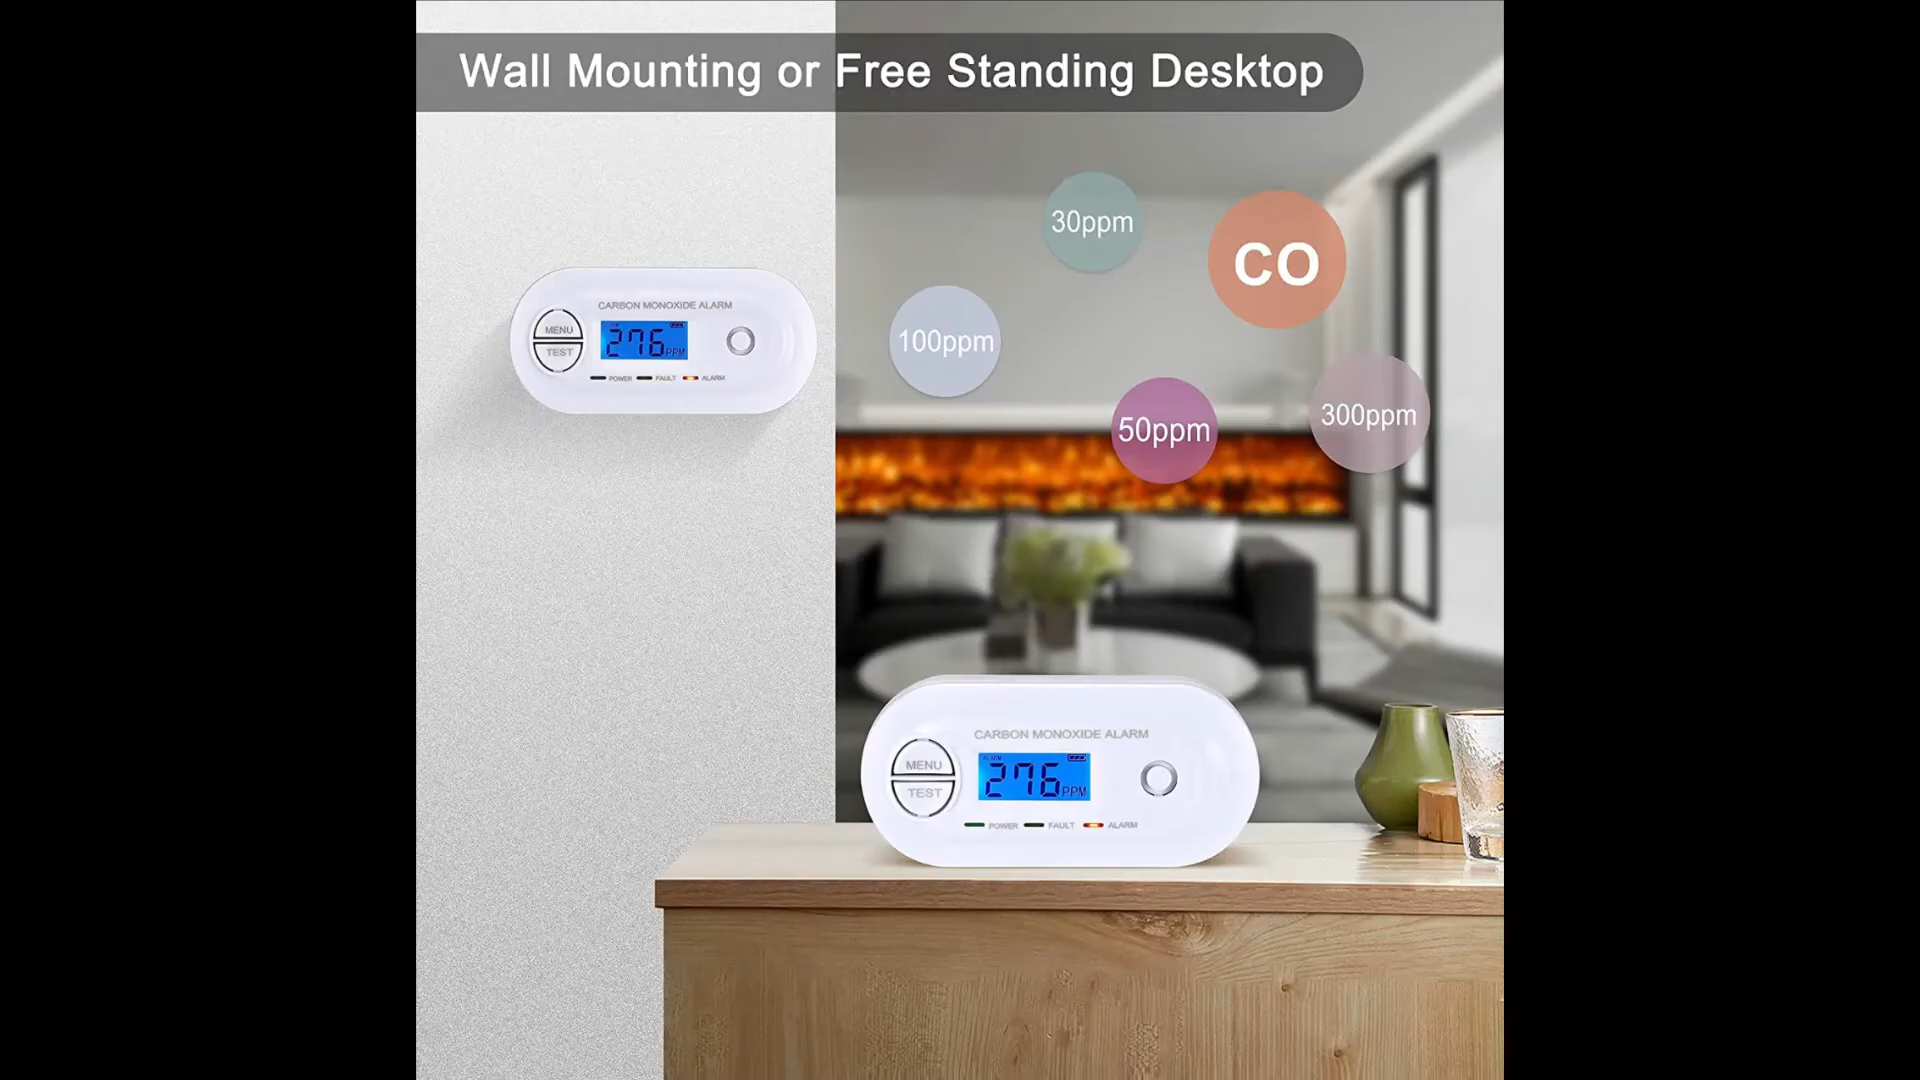 Wall Mounting or Free Standing Desktop
30ppm
CO
100ppm
50ppm
300ppm
CARBON MONOXIDE ALARM
MENU
TEST
276 PPM
POWER FAULT ALARM
CARBON MONOXIDE ALARM
MENU
TEST
ALARM
276 PPM
POWER FAULT ALARM